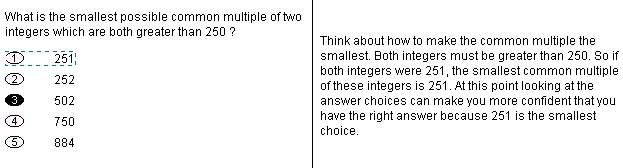 What is the smallest possible common multiple of two
integers which are both greater than 250 ?
1 251
2 252
3 502
4 750
5 884
Think about how to make the common multiple the
smallest. Both integers must be greater than 250. So if
both integers were 251, the smallest common multiple
of these integers is 251. At this point looking at the
answer choices can make you more confident that you
have the right answer because 251 is the smallest
choice.